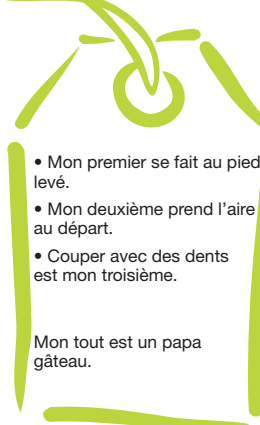 • Mon premier se fait au pied
levé.
• Mon deuxième prend l’aire
au départ.
• Couper avec des dents
est mon troisième.
Mon tout est un papa
gâteau.